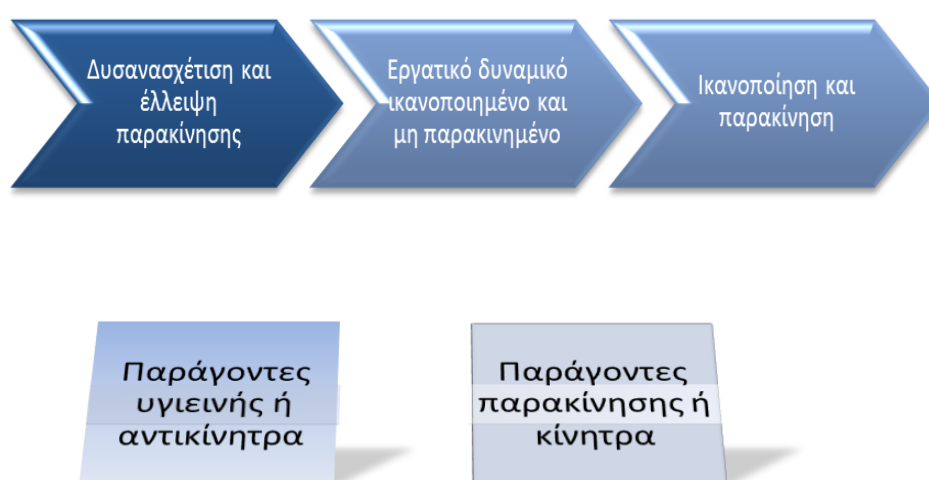 Δυσανασχέτιση και
έλλειψη
παρακίνησης
Εργατικό δυναμικό
ικανοποιημένο και
μη παρακινημένο
Ικανοποίηση και
παρακίνηση
Παράγοντες
υγιεινής ή
αντικίνητρα
Παράγοντες
παρακίνησης ή
κίνητρα